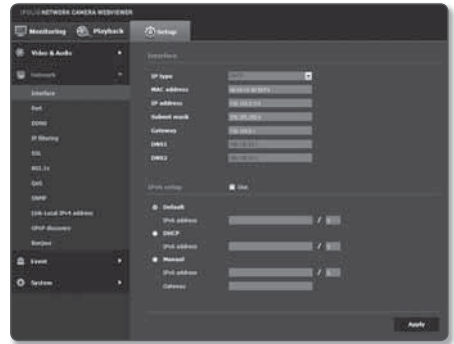 iPOLiS NETWORK CAMERA WEBVIEWER
Monitoring
Playback
Setup
Video & Audio
Network
Interface
Port
DDNS
IP filtering
SSL
802.1x
QoS
SNMP
Link-Local IPv4 address
UPnP discovery
Bonjour
Event
System
Interface
IP type
MAC address
IP address
Subnet mask
Gateway
DNS1
DNS2
IPv6 setup
Use
Default
IPv6 address
/
DHCP
IPv6 address
/
Manual
IPv6 address
/
Gateway
Apply